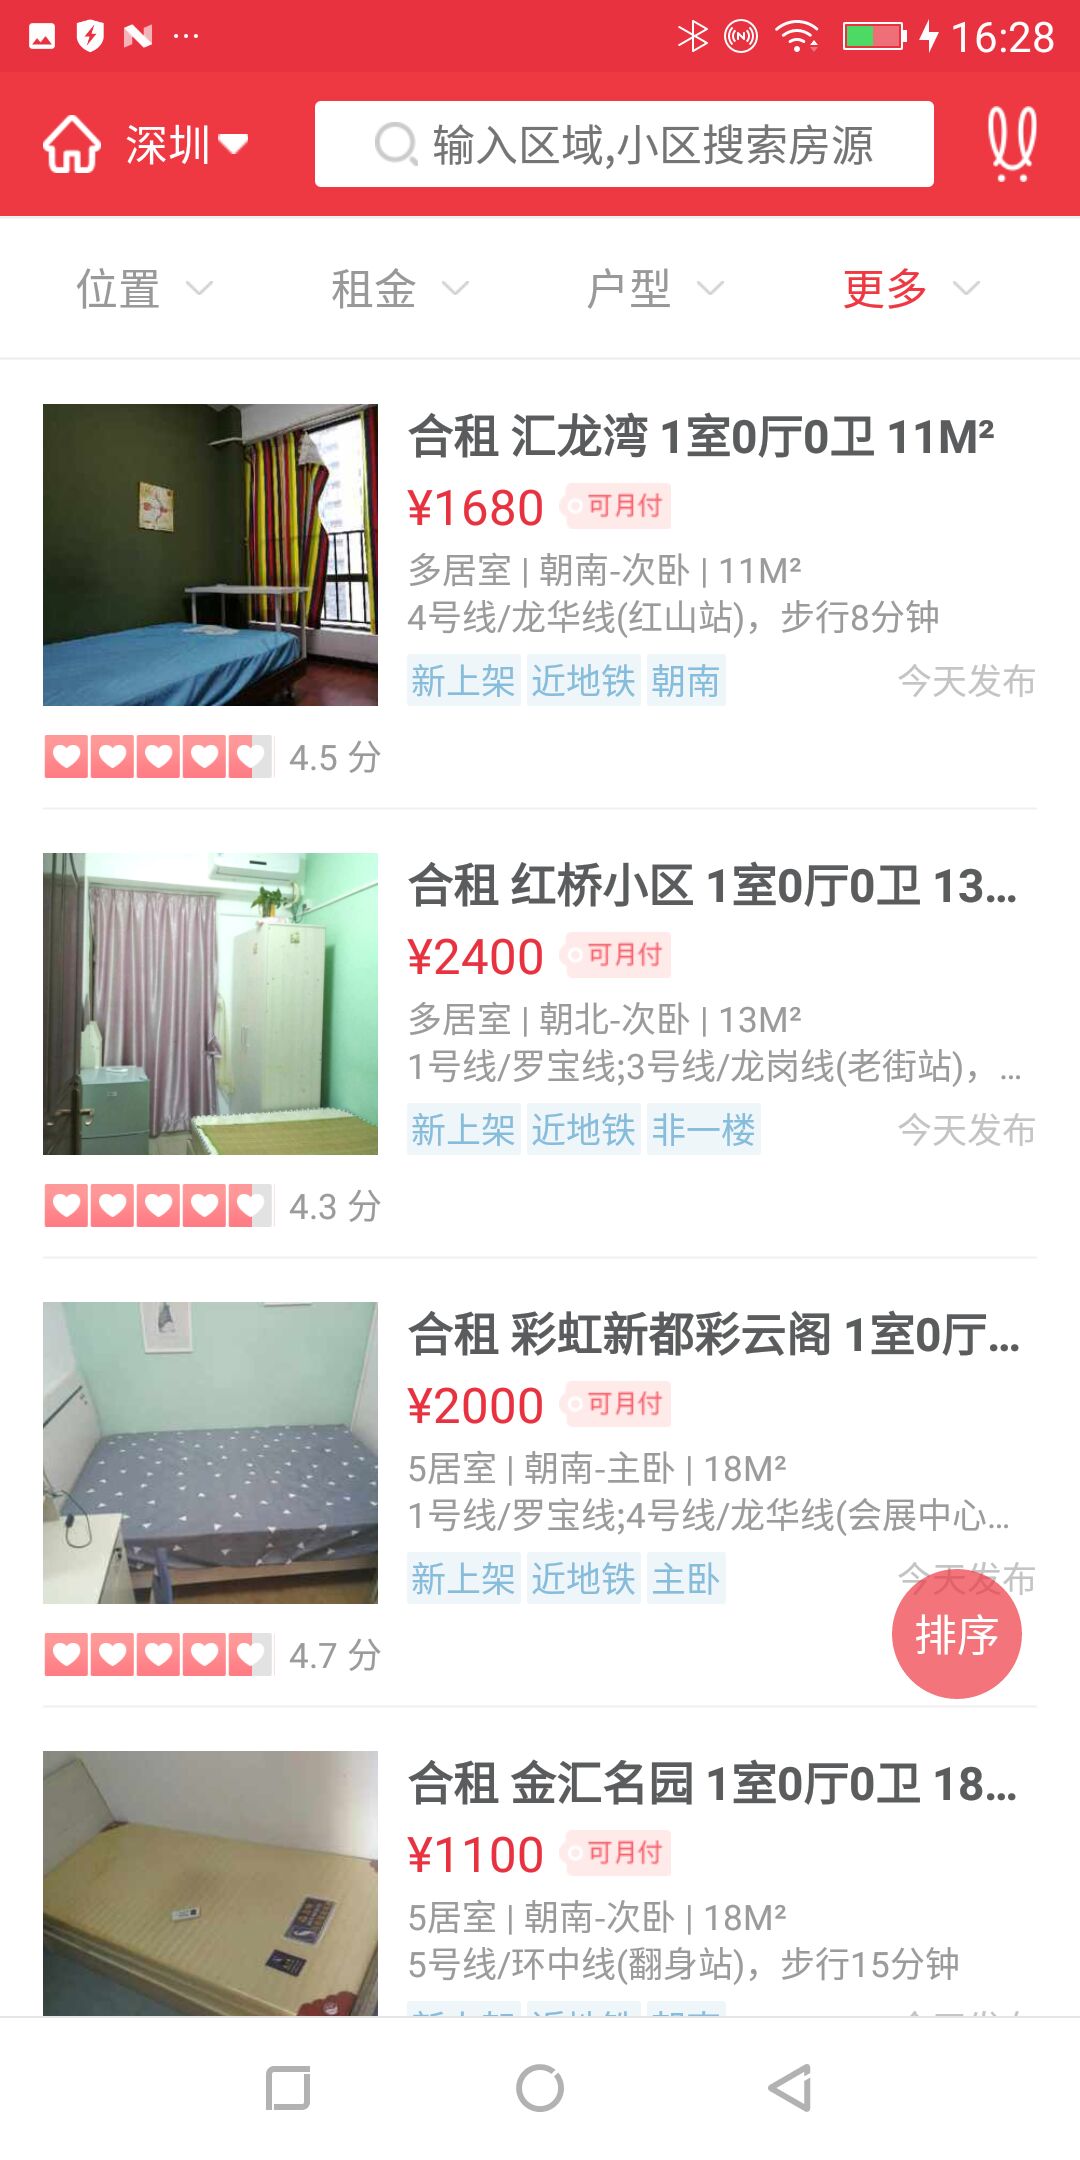 16:28
深圳
输入区域,小区搜索房源
位置 租金 户型 更多
合租 汇龙湾 1室0厅0卫 11M²
¥1680 可月付
多居室 | 朝南-次卧 | 11M²
4号线/龙华线(红山站)，步行8分钟
新上架 近地铁 朝南 今天发布
4.5 分
合租 红桥小区 1室0厅0卫 13...
¥2400 可月付
多居室 | 朝北-次卧 | 13M²
1号线/罗宝线;3号线/龙岗线(老街站)，...
新上架 近地铁 非一楼 今天发布
4.3 分
合租 彩虹新都彩云阁 1室0厅...
¥2000 可月付
5居室 | 朝南-主卧 | 18M²
1号线/罗宝线;4号线/龙华线(会展中心...
新上架 近地铁 主卧 今天发布
排序
4.7 分
合租 金汇名园 1室0厅0卫 18...
¥1100 可月付
5居室 | 朝南-次卧 | 18M²
5号线/环中线(翻身站)，步行15分钟